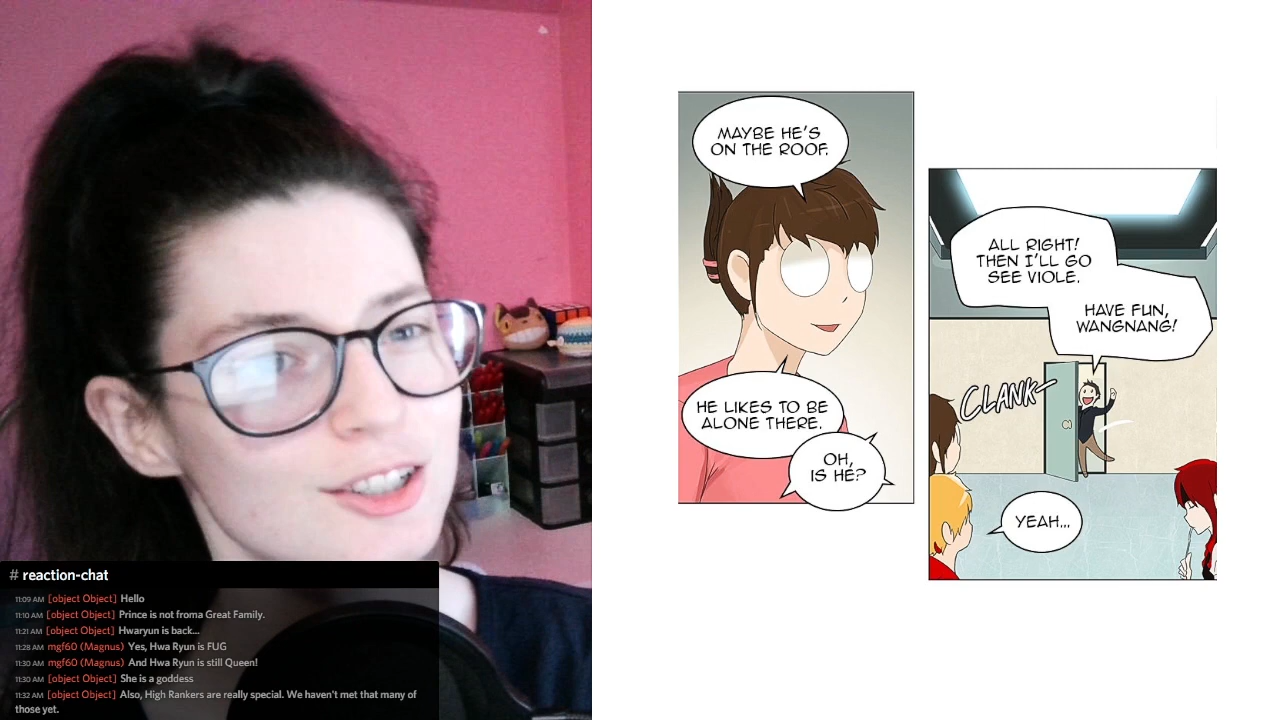 MAYBE HE'S
ON THE ROOF.
HE LIKES TO BE
ALONE THERE.
OH,
IS HE?
ALL RIGHT!
THEN I'LL GO
SEE VIOLE.
HAVE FUN,
WANGNANG!
CLANK
YEAH...
# reaction-chat
11:09 AM [object Object] Hello
11:10 AM [object Object] Prince is not froma Great Family.
11:21 AM [object Object] Hwaryun is back...
11:28 AM mgf60 (Magnus) Yes, Hwa Ryun is FUG
11:30 AM mgf60 (Magnus) And Hwa Ryun is still Queen!
11:30 AM [object Object] She is a goddess
11:32 AM [object Object] Also, High Rankers are really special. We haven't met that many of
those yet.